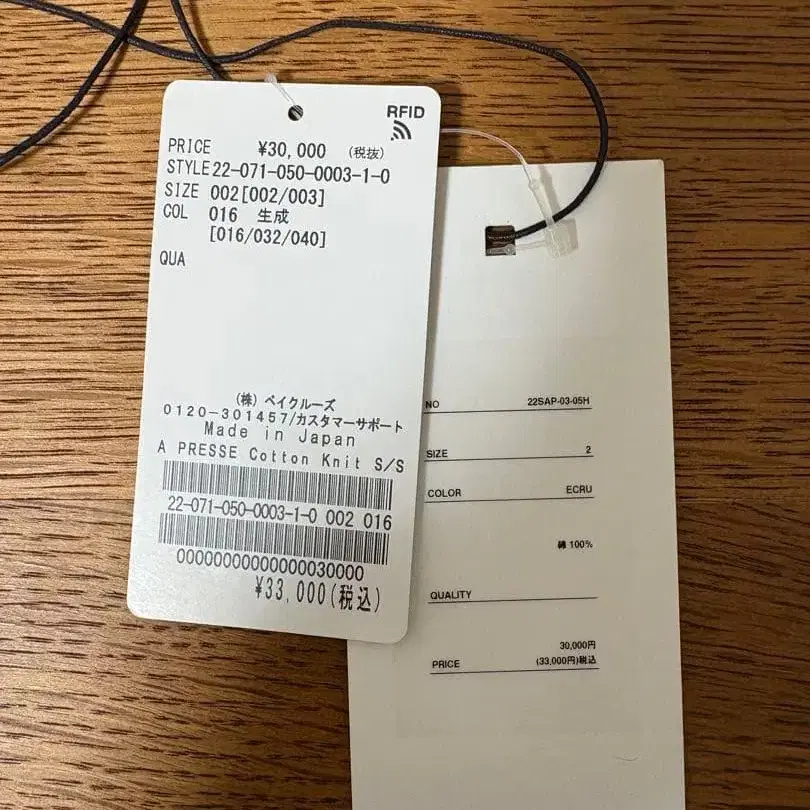 RFID
PRICE ¥30,000 (税抜)
STYLE22-071-050-0003-1-0
SIZE 002[002/003]
COL 016 生成
[016/032/040]
QUA
(株) ベイクルーズ
0120-301457/カスタマーサポート
Made in Japan
A PRESSE Cotton Knit S/S
22-071-050-0003-1-0 002 016
00000000000000030000
¥33,000(税込)
NO 22SAP-03-05H
SIZE 2
COLOR ECRU
綿 100%
QUALITY
30,000円
PRICE (33,000円)税込